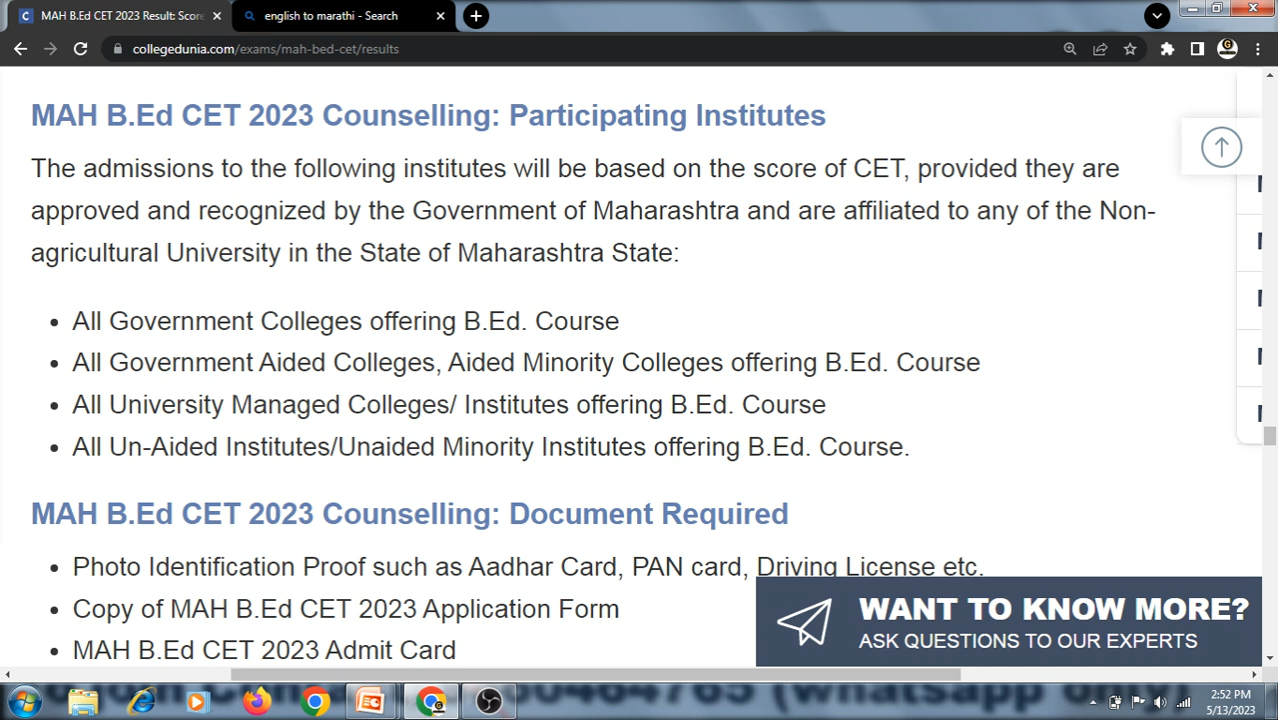 MAH B.Ed CET 2023 Result: Score
english to marathi - Search
collegedunia.com/exams/mah-bed-cet/results
MAH B.Ed CET 2023 Counselling: Participating Institutes
The admissions to the following institutes will be based on the score of CET, provided they are
approved and recognized by the Government of Maharashtra and are affiliated to any of the Non-
agricultural University in the State of Maharashtra State:
• All Government Colleges offering B.Ed. Course
• All Government Aided Colleges, Aided Minority Colleges offering B.Ed. Course
• All University Managed Colleges/ Institutes offering B.Ed. Course
• All Un-Aided Institutes/Unaided Minority Institutes offering B.Ed. Course.
MAH B.Ed CET 2023 Counselling: Document Required
• Photo Identification Proof such as Aadhar Card, PAN card, Driving License etc.
• Copy of MAH B.Ed CET 2023 Application Form
• MAH B.Ed CET 2023 Admit Card
WANT TO KNOW MORE?
ASK QUESTIONS TO OUR EXPERTS
2:52 PM
5/13/2023